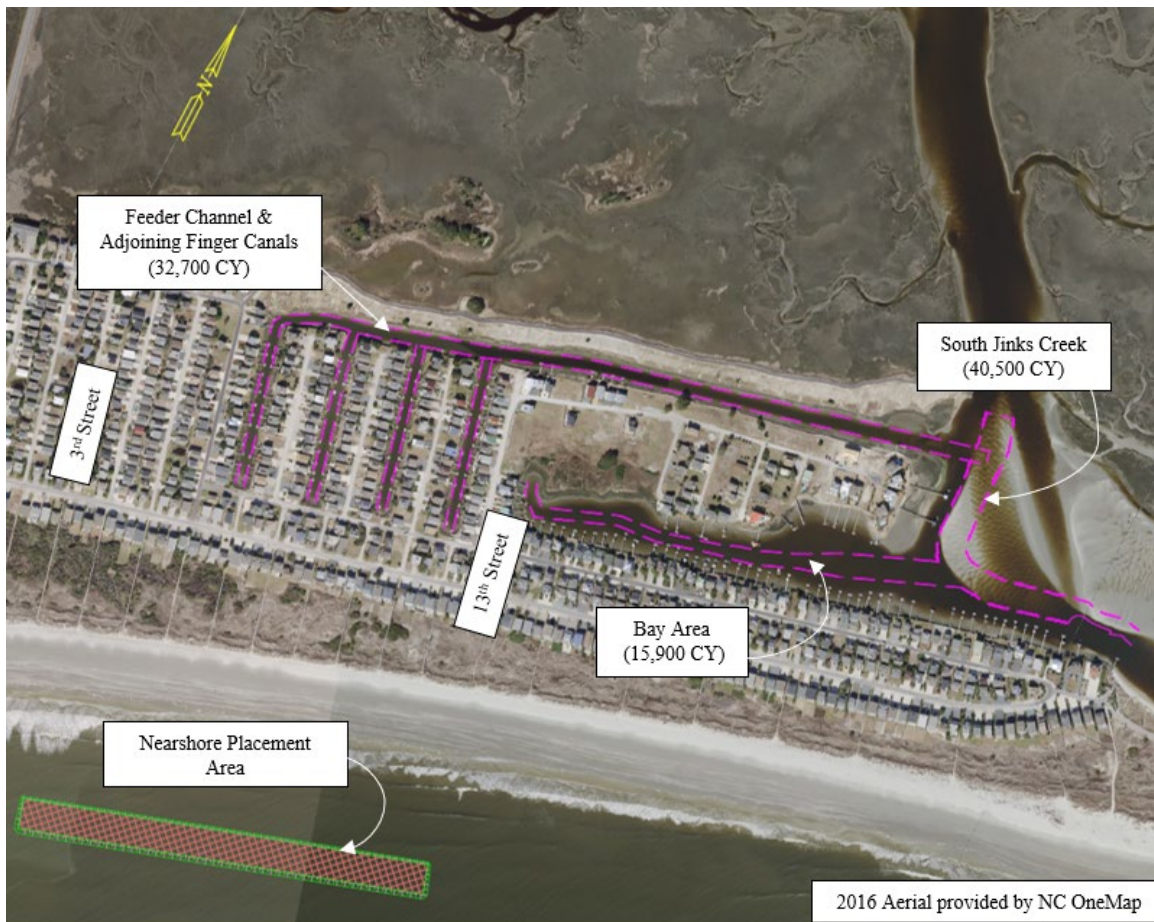 N
Feeder Channel &
Adjoining Finger Canals
(32,700 CY)
South Jinks Creek
(40,500 CY)
3rd Street
13th Street
Bay Area
(15,900 CY)
Nearshore Placement
Area
2016 Aerial provided by NC OneMap